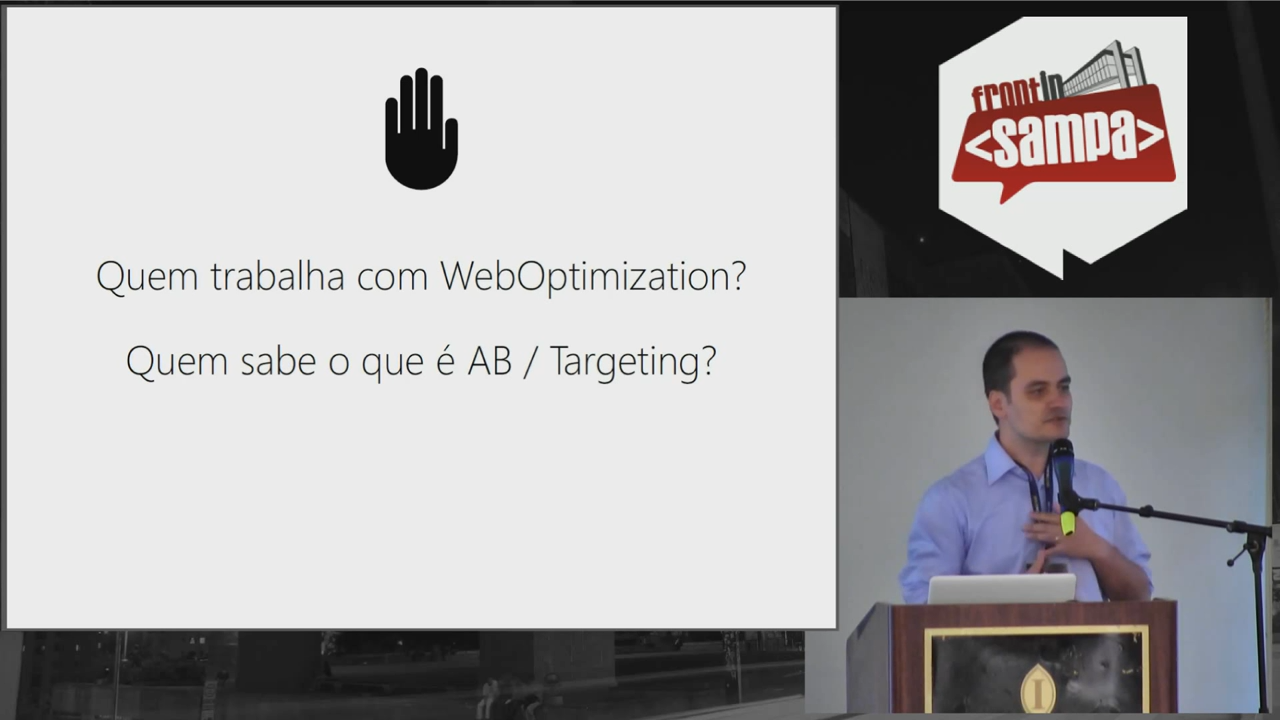 Quem trabalha com WebOptimization?
Quem sabe o que é AB / Targeting?
frontin
<sampa>
I